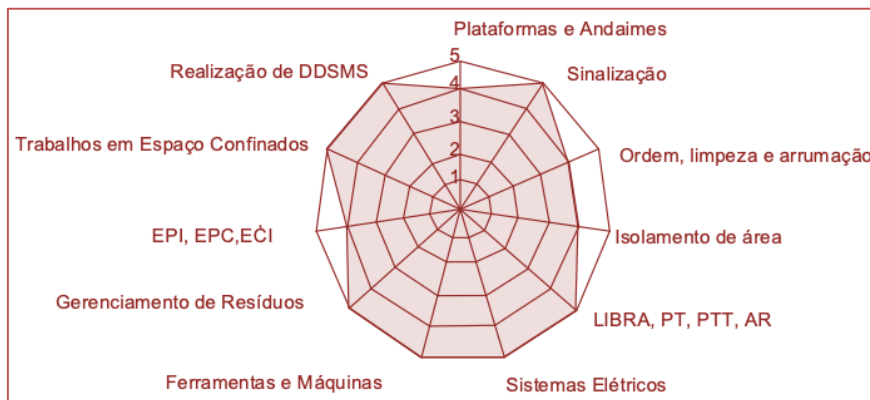 Plataformas e Andaimes
5
Realização de DDSMS
Sinalização
4
3
Trabalhos em Espaço Confinados
Ordem, limpeza e arrumação
2
1
EPI, EPC,EĊI
Isolamento de área
Gerenciamento de Resíduos
LIBRA, PT, PTT, AR
Ferramentas e Máquinas
Sistemas Elétricos